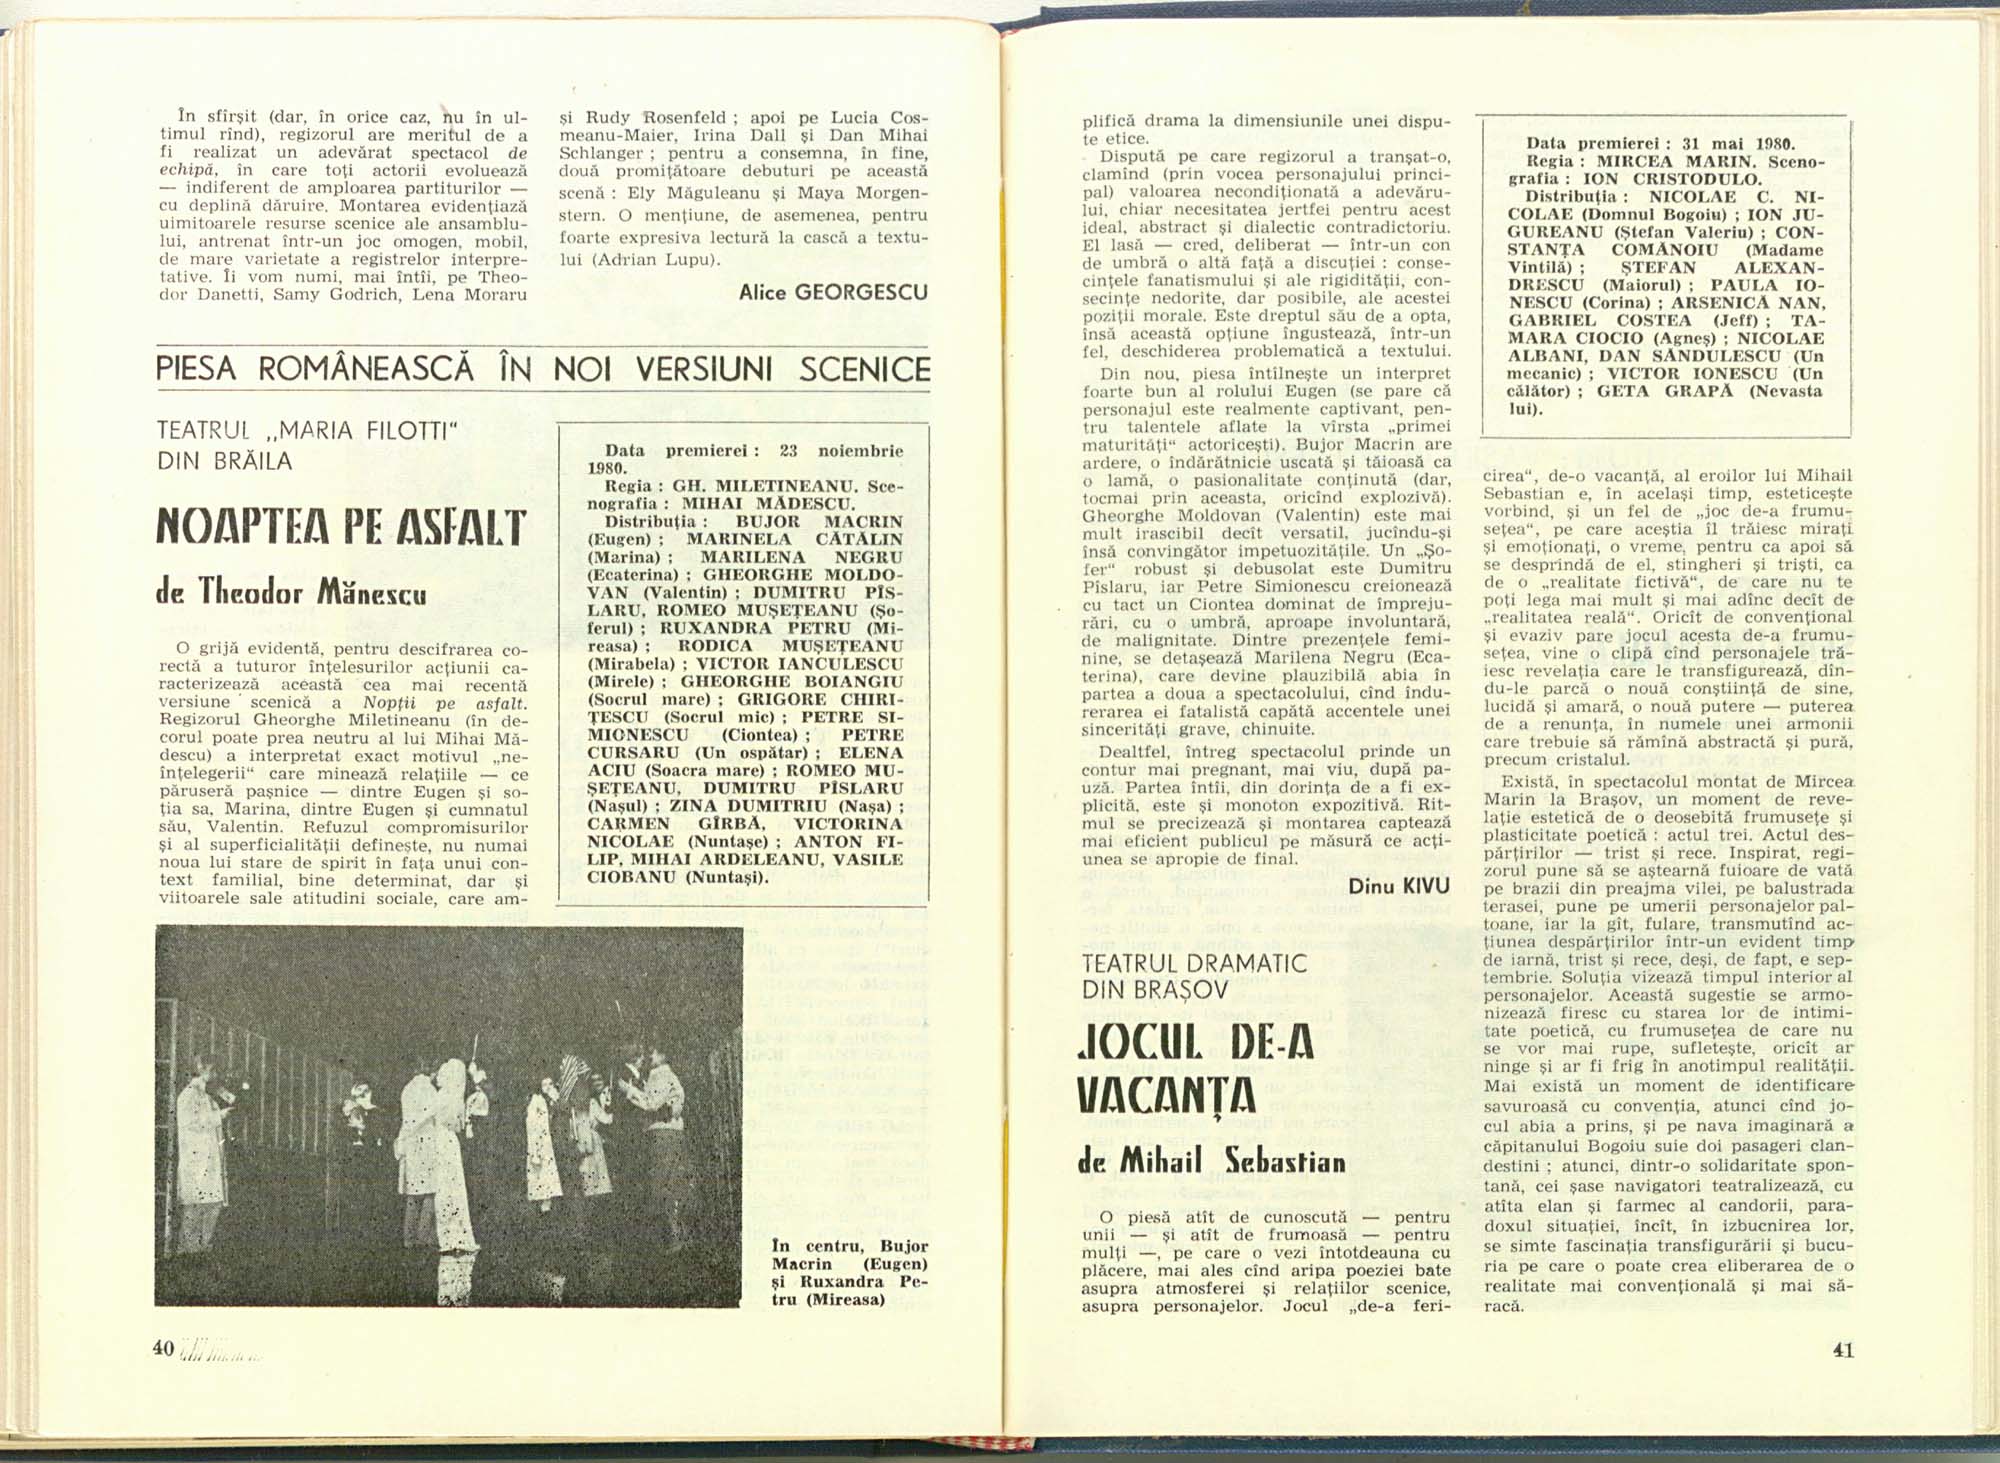 În sfîrșit (dar, în orice caz, nu în ul-
timul rînd), regizorul are meritul de a
fi realizat un adevărat spectacol de
echipă, în care toți actorii evoluează
— indiferent de amploarea partiturilor —
cu deplină dăruire. Montarea evidențiază
uimitoarele resurse scenice ale ansamblu-
lui, antrenat într-un joc omogen, mobil,
de mare varietate a registrelor interpre-
tative. Îi vom numi, mai întîi, pe Theo-
dor Danetti, Samy Godrich, Lena Moraru
și Rudy Rosenfeld ; apoi pe Lucia Cos-
meanu-Maier, Irina Dall și Dan Mihai
Schlanger ; pentru a consemna, în fine,
două promițătoare debuturi pe această
scenă : Ely Măguleanu și Maya Morgen-
stern. O mențiune, de asemenea, pentru
foarte expresiva lectură la cască a textu-
lui (Adrian Lupu).
Alice GEORGESCU
PIESA ROMÂNEASCĂ ÎN NOI VERSIUNI SCENICE
TEATRUL „MARIA FILOTTI"
DIN BRĂILA
NOAPTEA PE ASFALT
de Theodor Mănescu
O grijă evidentă, pentru descifrarea co-
rectă a tuturor înțelesurilor acțiunii ca-
racterizează această cea mai recentă
versiune scenică a Nopții pe asfalt.
Regizorul Gheorghe Miletineanu (în de-
corul poate prea neutru al lui Mihai Mă-
descu) a interpretat exact motivul „ne-
înțelegerii“ care minează relațiile — ce
păruseră pașnice — dintre Eugen și so-
ția sa, Marina, dintre Eugen și cumnatul
său, Valentin. Refuzul compromisurilor
și al superficialității definește, nu numai
noua lui stare de spirit în fața unui con-
text familial, bine determinat, dar și
viitoarele sale atitudini sociale, care am-
Data premierei : 23 noiembrie
1980.
Regia : GH. MILETINEANU. Sce-
nografia : MIHAI MĂDESCU.
Distribuția : BUJOR MACRIN
(Eugen) ; MARINELA CĂTĂLIN
(Marina) ; MARILENA NEGRU
(Ecaterina) ; GHEORGHE MOLDO-
VAN (Valentin) ; DUMITRU PÎS-
LARU, ROMEO MUȘEȚEANU (Șo-
ferul) ; RUXANDRA PETRU (Mi-
reasa) ; RODICA MUȘEȚEANU
(Mirabela) ; VICTOR IANCULESCU
(Mirele) ; GHEORGHE BOIANGIU
(Socrul mare) ; GRIGORE CHIRI-
ȚESCU (Socrul mic) ; PETRE SI-
MIONESCU (Ciontea) ; PETRE
CURSARU (Un ospătar) ; ELENA
ACIU (Soacra mare) ; ROMEO MU-
ȘEȚEANU, DUMITRU PÎSLARU
(Nașul) ; ZINA DUMITRIU (Nașa) ;
CARMEN GÎRBĂ, VICTORINA
NICOLAE (Nuntașe) ; ANTON FI-
LIP, MIHAI ARDELEANU, VASILE
CIOBANU (Nuntași).
În centru, Bujor
Macrin (Eugen)
și Ruxandra Pe-
tru (Mireasa)
40
plifică drama la dimensiunile unei dispu-
te etice.
Dispută pe care regizorul a tranșat-o,
clamînd (prin vocea personajului princi-
pal) valoarea necondiționată a adevăru-
lui, chiar necesitatea jertfei pentru acest
ideal, abstract și dialectic contradictoriu.
El lasă — cred, deliberat — într-un con
de umbră o altă față a discuției : conse-
cințele fanatismului și ale rigidității, con-
secințe nedorite, dar posibile, ale acestei
poziții morale. Este dreptul său de a opta,
însă această opțiune îngustează, într-un
fel, deschiderea problematică a textului.
Din nou, piesa întîlnește un interpret
foarte bun al rolului Eugen (se pare că
personajul este realmente captivant, pen-
tru talentele aflate la vîrsta „primei
maturități“ actoricești). Bujor Macrin are
ardere, o îndărătnicie uscată și tăioasă ca
o lamă, o pasionalitate conținută (dar,
tocmai prin aceasta, oricînd explozivă).
Gheorghe Moldovan (Valentin) este mai
mult irascibil decît versatil, jucîndu-și
însă convingător impetuozitățile. Un „Șo-
fer“ robust și debusolat este Dumitru
Pîslaru, iar Petre Simionescu creionează
cu tact un Ciontea dominat de împreju-
rări, cu o umbră, aproape involuntară,
de malignitate. Dintre prezențele femi-
nine, se detașează Marilena Negru (Eca-
terina), care devine plauzibilă abia în
partea a doua a spectacolului, cînd îndu-
rerarea ei fatalistă capătă accentele unei
sincerități grave, chinuite.
Dealtfel, întreg spectacolul prinde un
contur mai pregnant, mai viu, după pa-
uză. Partea întîi, din dorința de a fi ex-
plicită, este și monoton expozitivă. Rit-
mul se precizează și montarea captează
mai eficient publicul pe măsură ce acți-
unea se apropie de final.
Dinu KIVU
TEATRUL DRAMATIC
DIN BRAȘOV
JOCUL DE-A
VACANȚA
de Mihail Sebastian
O piesă atît de cunoscută — pentru
unii — și atît de frumoasă — pentru
mulți —, pe care o vezi întotdeauna cu
plăcere, mai ales cînd aripa poeziei bate
asupra atmosferei și relațiilor scenice,
asupra personajelor. Jocul „de-a feri-
Data premierei : 31 mai 1980.
Regia : MIRCEA MARIN. Sceno-
grafia : ION CRISTODULO.
Distribuția : NICOLAE C. NI-
COLAE (Domnul Bogoiu) ; ION JU-
GUREANU (Ștefan Valeriu) ; CON-
STANȚA COMĂNOIU (Madame
Vintilă) ; ȘTEFAN ALEXAN-
DRESCU (Maiorul) ; PAULA IO-
NESCU (Corina) ; ARSENICĂ NAN,
GABRIEL COSTEA (Jeff) ; TA-
MARA CIOCIO (Agneș) ; NICOLAE
ALBANI, DAN SĂNDULESCU (Un
mecanic) ; VICTOR IONESCU (Un
călător) ; GETA GRAPĂ (Nevasta
lui).
cirea“, de-o vacanță, al eroilor lui Mihail
Sebastian e, în același timp, esteticește
vorbind, și un fel de „joc de-a frumu-
sețea“, pe care aceștia îl trăiesc mirați
și emoționați, o vreme, pentru ca apoi să
se desprindă de el, stingheri și triști, ca
de o „realitate fictivă“, de care nu te
poți lega mai mult și mai adînc decît de
„realitatea reală“. Oricît de convențional
și evaziv pare jocul acesta de-a frumu-
sețea, vine o clipă cînd personajele tră-
iesc revelația care le transfigurează, dîn-
du-le parcă o nouă conștiință de sine,
lucidă și amară, o nouă putere — puterea
de a renunța, în numele unei armonii
care trebuie să rămînă abstractă și pură,
precum cristalul.
Există, în spectacolul montat de Mircea
Marin la Brașov, un moment de reve-
lație estetică de o deosebită frumusețe și
plasticitate poetică : actul trei. Actul des-
părțirilor — trist și rece. Inspirat, regi-
zorul pune să se aștearnă fuioare de vată
pe brazii din preajma vilei, pe balustrada
terasei, pune pe umerii personajelor pal-
toane, iar la gît, fulare, transmutînd ac-
țiunea despărțirilor într-un evident timp
de iarnă, trist și rece, deși, de fapt, e sep-
tembrie. Soluția vizează timpul interior al
personajelor. Această sugestie se armo-
nizează firesc cu starea lor de intimi-
tate poetică, cu frumusețea de care nu
se vor mai rupe, sufletește, oricît ar
ninge și ar fi frig în anotimpul realității.
Mai există un moment de identificare
savuroasă cu convenția, atunci cînd jo-
cul abia a prins, și pe nava imaginară a
căpitanului Bogoiu suie doi pasageri clan-
destini ; atunci, dintr-o solidaritate spon-
tană, cei șase navigatori teatralizează, cu
atîta elan și farmec al candorii, para-
doxul situației, încît, în izbucnirea lor,
se simte fascinația transfigurării și bucu-
ria pe care o poate crea eliberarea de o
realitate mai convențională și mai să-
racă.
41